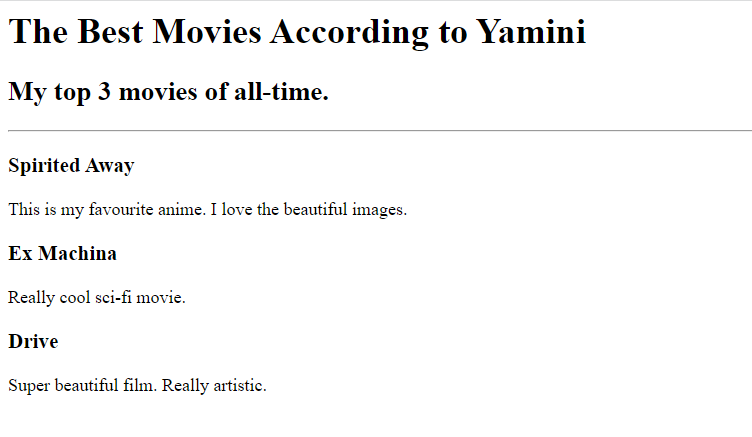 The Best Movies According to Yamini
My top 3 movies of all-time.
Spirited Away
This is my favourite anime. I love the beautiful images.
Ex Machina
Really cool sci-fi movie.
Drive
Super beautiful film. Really artistic.